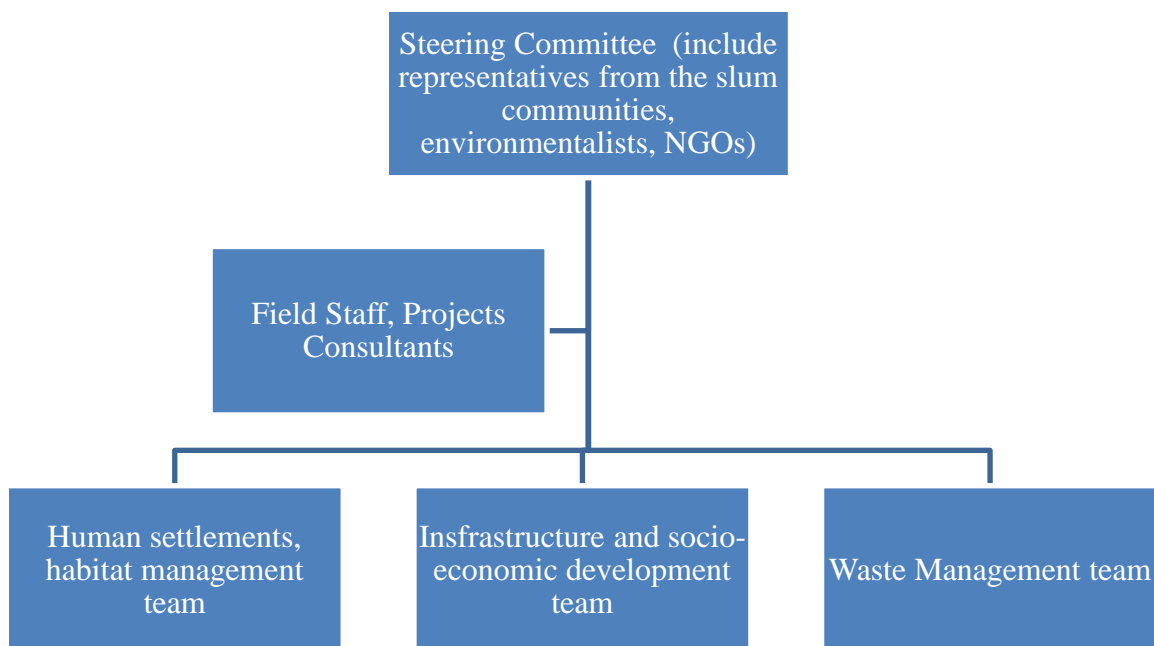 Steering Committee  (include
representatives from the slum
communities,
environmentalists, NGOs)
Field Staff, Projects
Consultants
Human settlements,
habitat management
team
Insfrastructure and socio-
economic development
team
Waste Management team